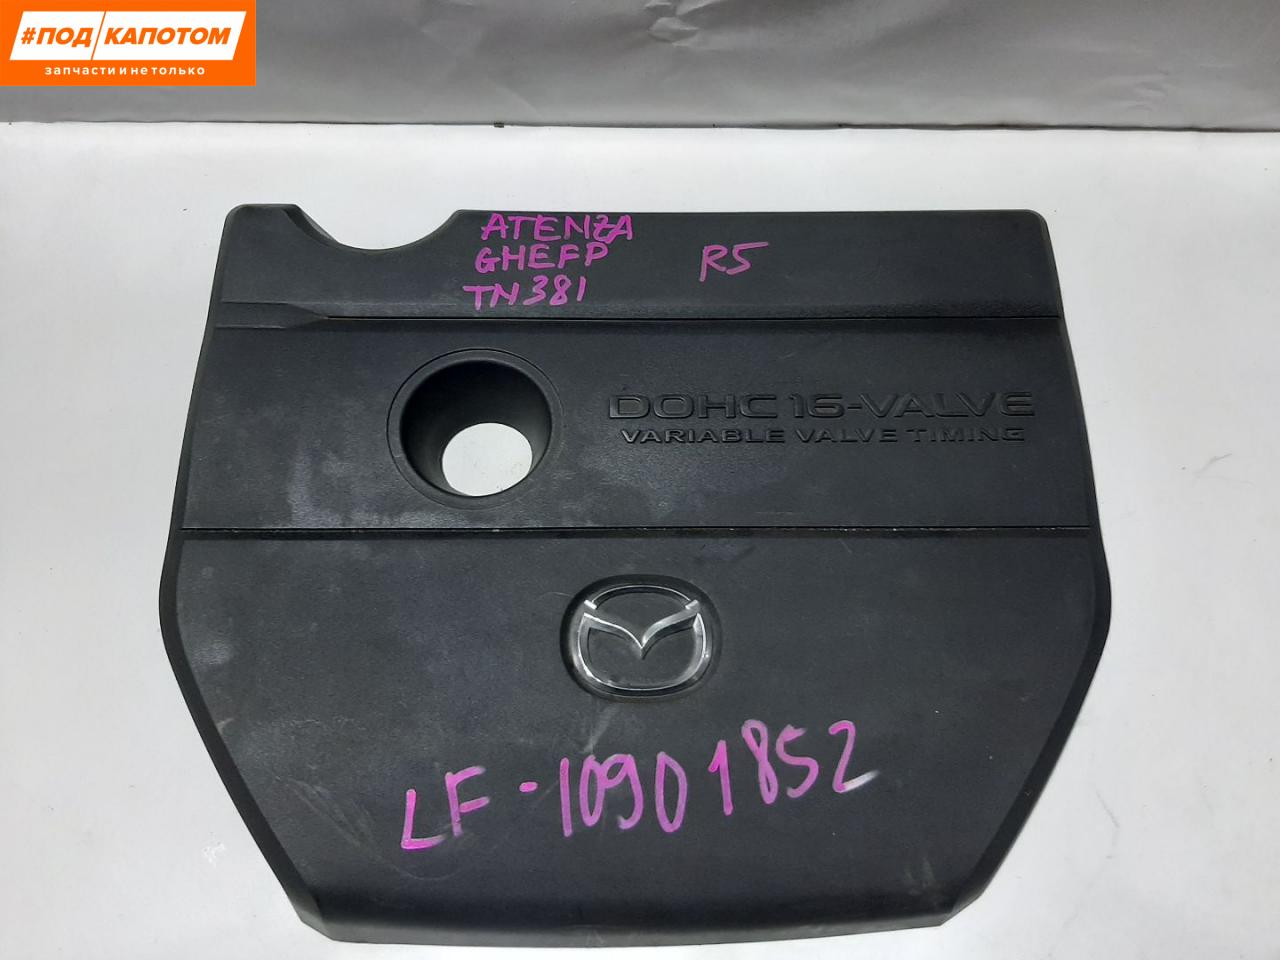 #ПОД КАПОТОМ
запчасти и не только
ATENZA
GHEFP
TN381
R5
DOHC 16-VALVE
VARIABLE VALVE TIMING
LF-10901852